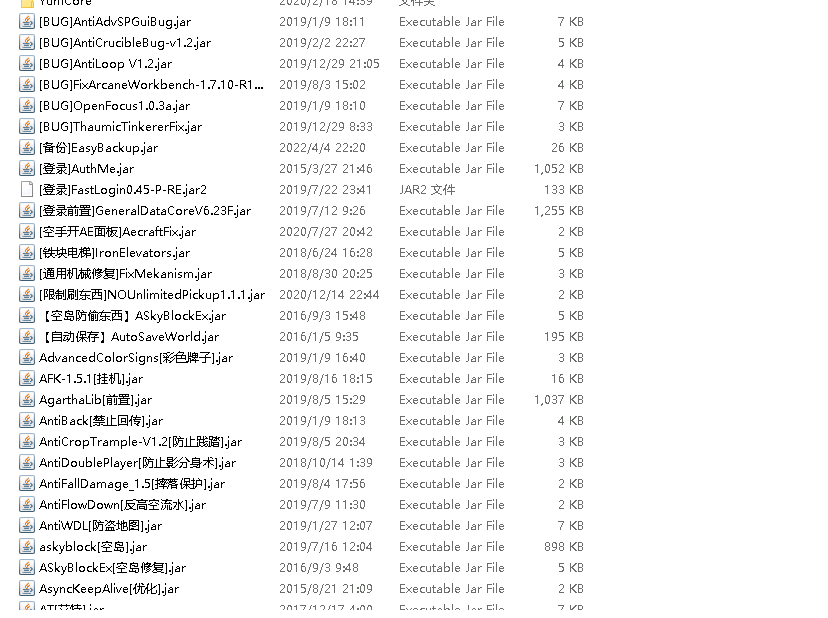 YumCore 2020/2/18 14:59 文件夹
[BUG]AntiAdvSPGuiBug.jar 2019/1/9 18:11 Executable Jar File 7 KB
[BUG]AntiCrucibleBug-v1.2.jar 2019/2/2 22:27 Executable Jar File 5 KB
[BUG]AntiLoop V1.2.jar 2019/12/29 21:05 Executable Jar File 4 KB
[BUG]FixArcaneWorkbench-1.7.10-R1... 2019/8/3 15:02 Executable Jar File 4 KB
[BUG]OpenFocus1.0.3a.jar 2019/1/9 18:10 Executable Jar File 7 KB
[BUG]ThaumicTinkererFix.jar 2019/12/29 8:33 Executable Jar File 3 KB
[备份]EasyBackup.jar 2022/4/4 22:20 Executable Jar File 26 KB
[登录]AuthMe.jar 2015/3/27 21:46 Executable Jar File 1,052 KB
[登录]FastLogin0.45-P-RE.jar2 2019/7/22 23:41 JAR2 文件 133 KB
[登录前置]GeneralDataCoreV6.23F.jar 2019/7/12 9:26 Executable Jar File 1,255 KB
[空手开AE面板]AecraftFix.jar 2020/7/27 20:42 Executable Jar File 2 KB
[铁块电梯]IronElevators.jar 2018/6/24 16:28 Executable Jar File 5 KB
[通用机械修复]FixMekanism.jar 2018/8/30 20:25 Executable Jar File 3 KB
[限制刷东西]NOUnlimitedPickup1.1.1.jar 2020/12/14 22:44 Executable Jar File 2 KB
【空岛防偷东西】ASkyBlockEx.jar 2016/9/3 15:48 Executable Jar File 5 KB
【自动保存】AutoSaveWorld.jar 2016/1/5 9:35 Executable Jar File 195 KB
AdvancedColorSigns[彩色牌子].jar 2019/1/9 16:40 Executable Jar File 3 KB
AFK-1.5.1[挂机].jar 2019/8/16 18:15 Executable Jar File 16 KB
AgarthaLib[前置].jar 2019/8/5 15:29 Executable Jar File 1,037 KB
AntiBack[禁止回传].jar 2019/1/9 18:13 Executable Jar File 4 KB
AntiCropTrample-V1.2[防止践踏].jar 2019/8/5 20:34 Executable Jar File 3 KB
AntiDoublePlayer[防止影分身术].jar 2018/10/14 1:39 Executable Jar File 3 KB
AntiFallDamage_1.5[摔落保护].jar 2019/8/4 17:56 Executable Jar File 2 KB
AntiFlowDown[反高空流水].jar 2019/7/9 11:30 Executable Jar File 2 KB
AntiWDL[防盗地图].jar 2019/1/27 12:07 Executable Jar File 7 KB
askyblock[空岛].jar 2019/7/16 12:04 Executable Jar File 898 KB
ASkyBlockEx[空岛修复].jar 2016/9/3 9:48 Executable Jar File 5 KB
AsyncKeepAlive[优化].jar 2015/8/21 21:09 Executable Jar File 2 KB
AT[艾特].jar 2017/12/17 4:00 Executable Jar File 7 KB